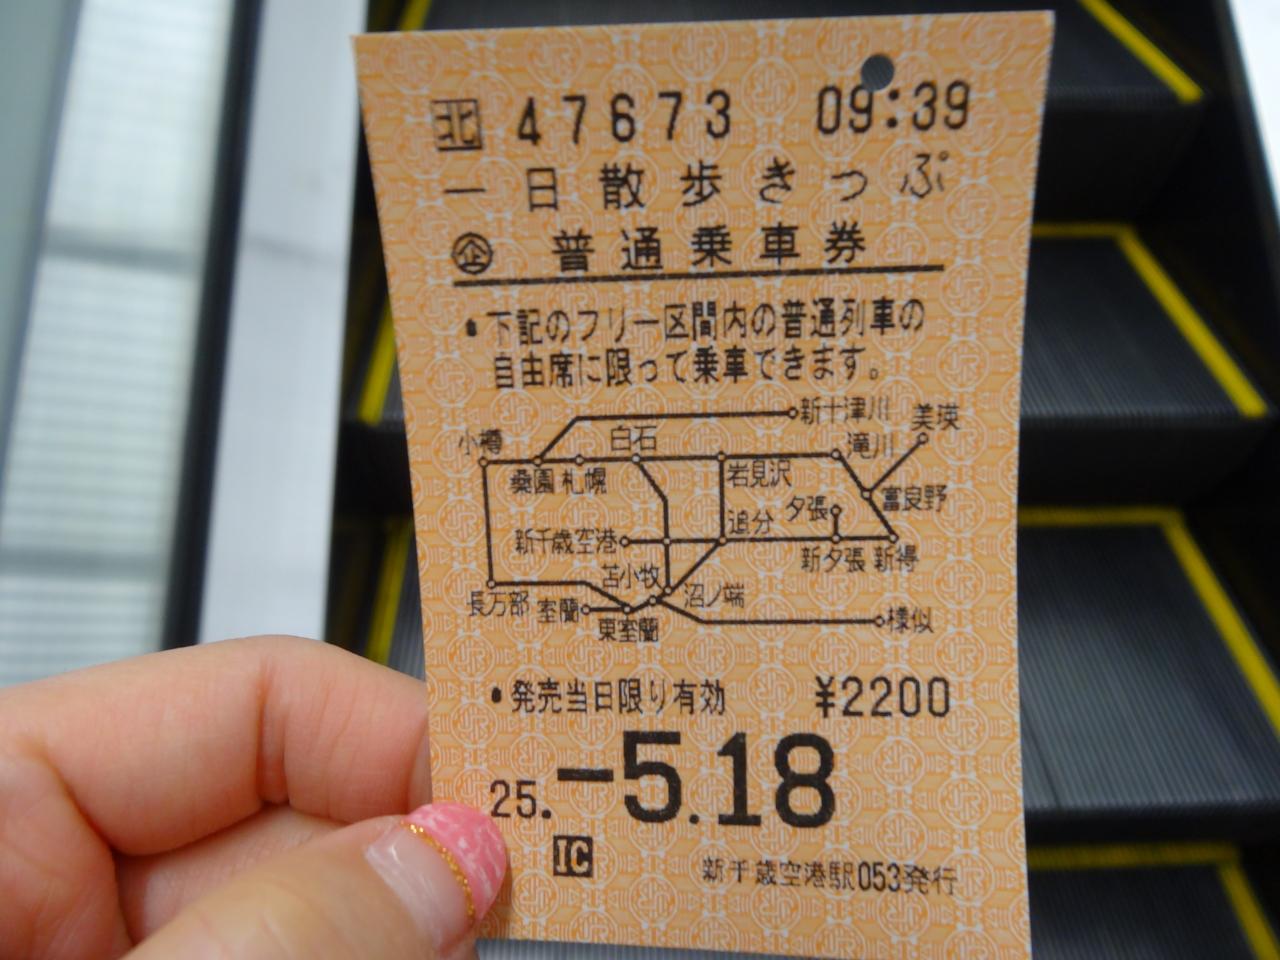 北 47673 09:39
一日散歩きっぷ
企 普通乗車券
・下記のフリー区間内の普通列車の
自由席に限って乗車できます。
新十津川 美瑛
小樽 白石 滝川
桑園 札幌 岩見沢 富良野
新千歳空港 追分 夕張
新夕張 新得
苫小牧 沼ノ端
長万部 室蘭 東室蘭 様似
・発売当日限り有効 ¥2200
25.-5.18
IC 新千歳空港駅053発行